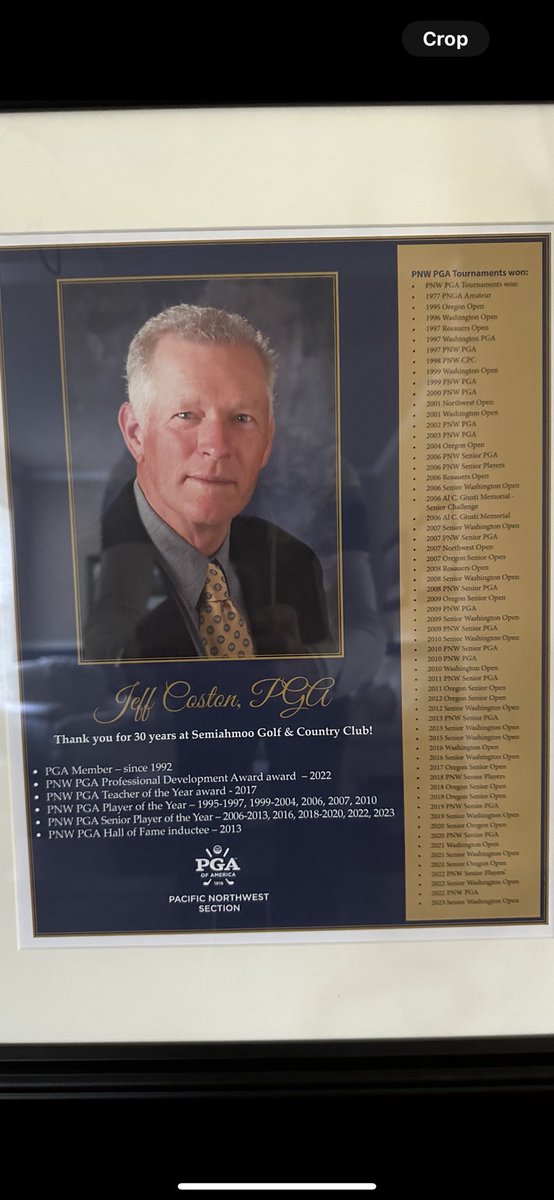 Crop
Jeff Coston, PGA
Thank you for 30 years at Semiahmoo Golf & Country Club!
• PGA Member – since 1992
• PNW PGA Professional Development Award award – 2022
• PNW PGA Teacher of the Year award - 2017
• PNW PGA Player of the Year – 1995-1997, 1999-2004, 2006, 2007, 2010
• PNW PGA Senior Player of the Year – 2006-2013, 2016, 2018-2020, 2022, 2023
• PNW PGA Hall of Fame inductee – 2013
PGA
OF AMERICA
1916
PACIFIC NORTHWEST
SECTION
PNW PGA Tournaments won:
• PNW PGA Tournaments won:
• 1977 PNGA Amateur
• 1995 Oregon Open
• 1996 Washington Open
• 1997 Rosauers Open
• 1997 Washington PGA
• 1997 PNW PGA
• 1998 PNW CPC
• 1999 Washington Open
• 1999 PNW PGA
• 2000 PNW PGA
• 2001 Northwest Open
• 2001 Washington Open
• 2002 PNW PGA
• 2003 PNW PGA
• 2004 Oregon Open
• 2006 PNW Senior PGA
• 2006 PNW Senior Players
• 2006 Rosauers Open
• 2006 Senior Washington Open
• 2006 Al C. Giusti Memorial -
Senior Challenge
• 2006 Al C. Giusti Memorial
• 2007 Senior Washington Open
• 2007 PNW Senior PGA
• 2007 Northwest Open
• 2007 Oregon Senior Open
• 2008 Rosauers Open
• 2008 Senior Washington Open
• 2008 PNW Senior PGA
• 2009 Oregon Senior Open
• 2009 PNW PGA
• 2009 Senior Washington Open
• 2009 PNW Senior PGA
• 2010 Senior Washington Open
• 2010 PNW Senior PGA
• 2010 PNW PGA
• 2010 Washington Open
• 2011 PNW Senior PGA
• 2011 Oregon Senior Open
• 2012 Oregon Senior Open
• 2012 Senior Washington Open
• 2013 PNW Senior PGA
• 2013 Senior Washington Open
• 2015 Senior Washington Open
• 2016 Washington Open
• 2016 Senior Washington Open
• 2017 Oregon Senior Open
• 2018 PNW Senior Players
• 2018 Oregon Senior Open
• 2019 Oregon Senior Open
• 2019 PNW Senior PGA
• 2019 Senior Washington Open
• 2020 Senior Oregon Open
• 2020 PNW Senior PGA
• 2021 Washington Open
• 2021 Senior Washington Open
• 2021 Senior Oregon Open
• 2022 PNW Senior Players'
• 2022 Senior Washington Open
• 2022 PNW PGA
• 2023 Senior Washington Open